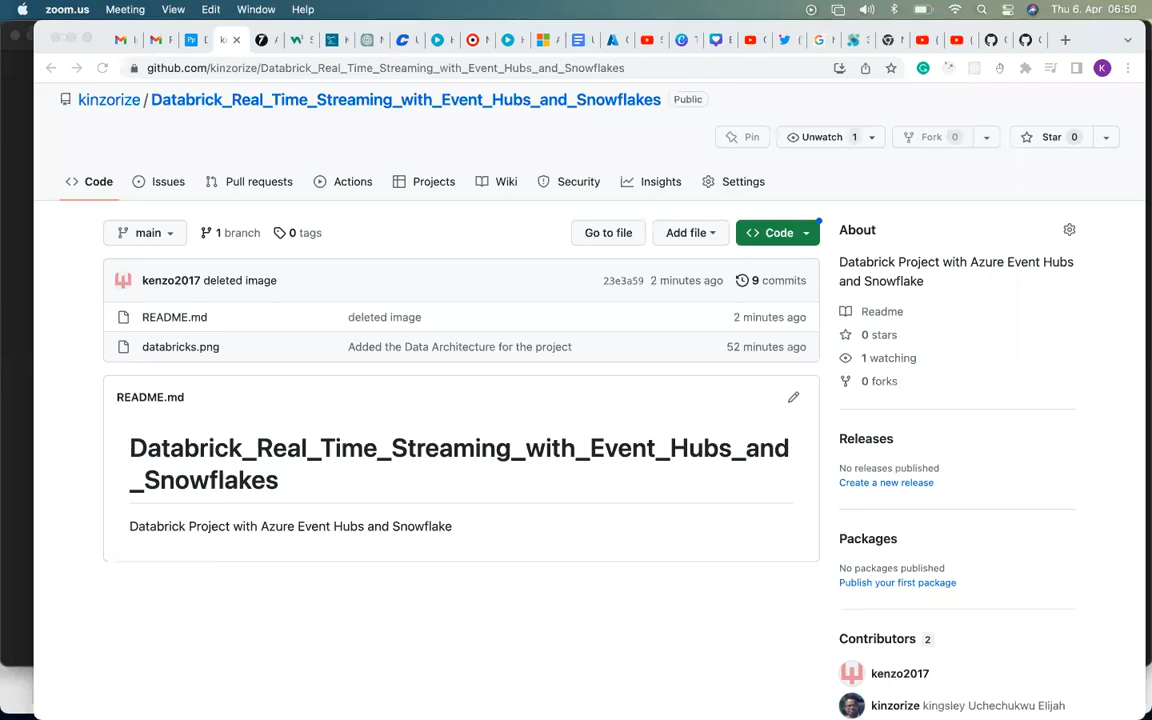 zoom.us Meeting View Edit Window Help Thu 6. Apr 06:50
github.com/kinzorize/Databrick_Real_Time_Streaming_with_Event_Hubs_and_Snowflakes K
kinzorize / Databrick_Real_Time_Streaming_with_Event_Hubs_and_Snowflakes Public
Pin Unwatch 1 Fork 0 Star 0
Code Issues Pull requests Actions Projects Wiki Security Insights Settings
main 1 branch 0 tags Go to file Add file Code
kenzo2017 deleted image 23e3a59 2 minutes ago 9 commits
README.md deleted image 2 minutes ago
databricks.png Added the Data Architecture for the project 52 minutes ago
README.md
Databrick_Real_Time_Streaming_with_Event_Hubs_and
_Snowflakes
Databrick Project with Azure Event Hubs and Snowflake
About
Databrick Project with Azure Event Hubs
and Snowflake
Readme
0 stars
1 watching
0 forks
Releases
No releases published
Create a new release
Packages
No packages published
Publish your first package
Contributors 2
kenzo2017
kinzorize kingsley Uchechukwu Elijah